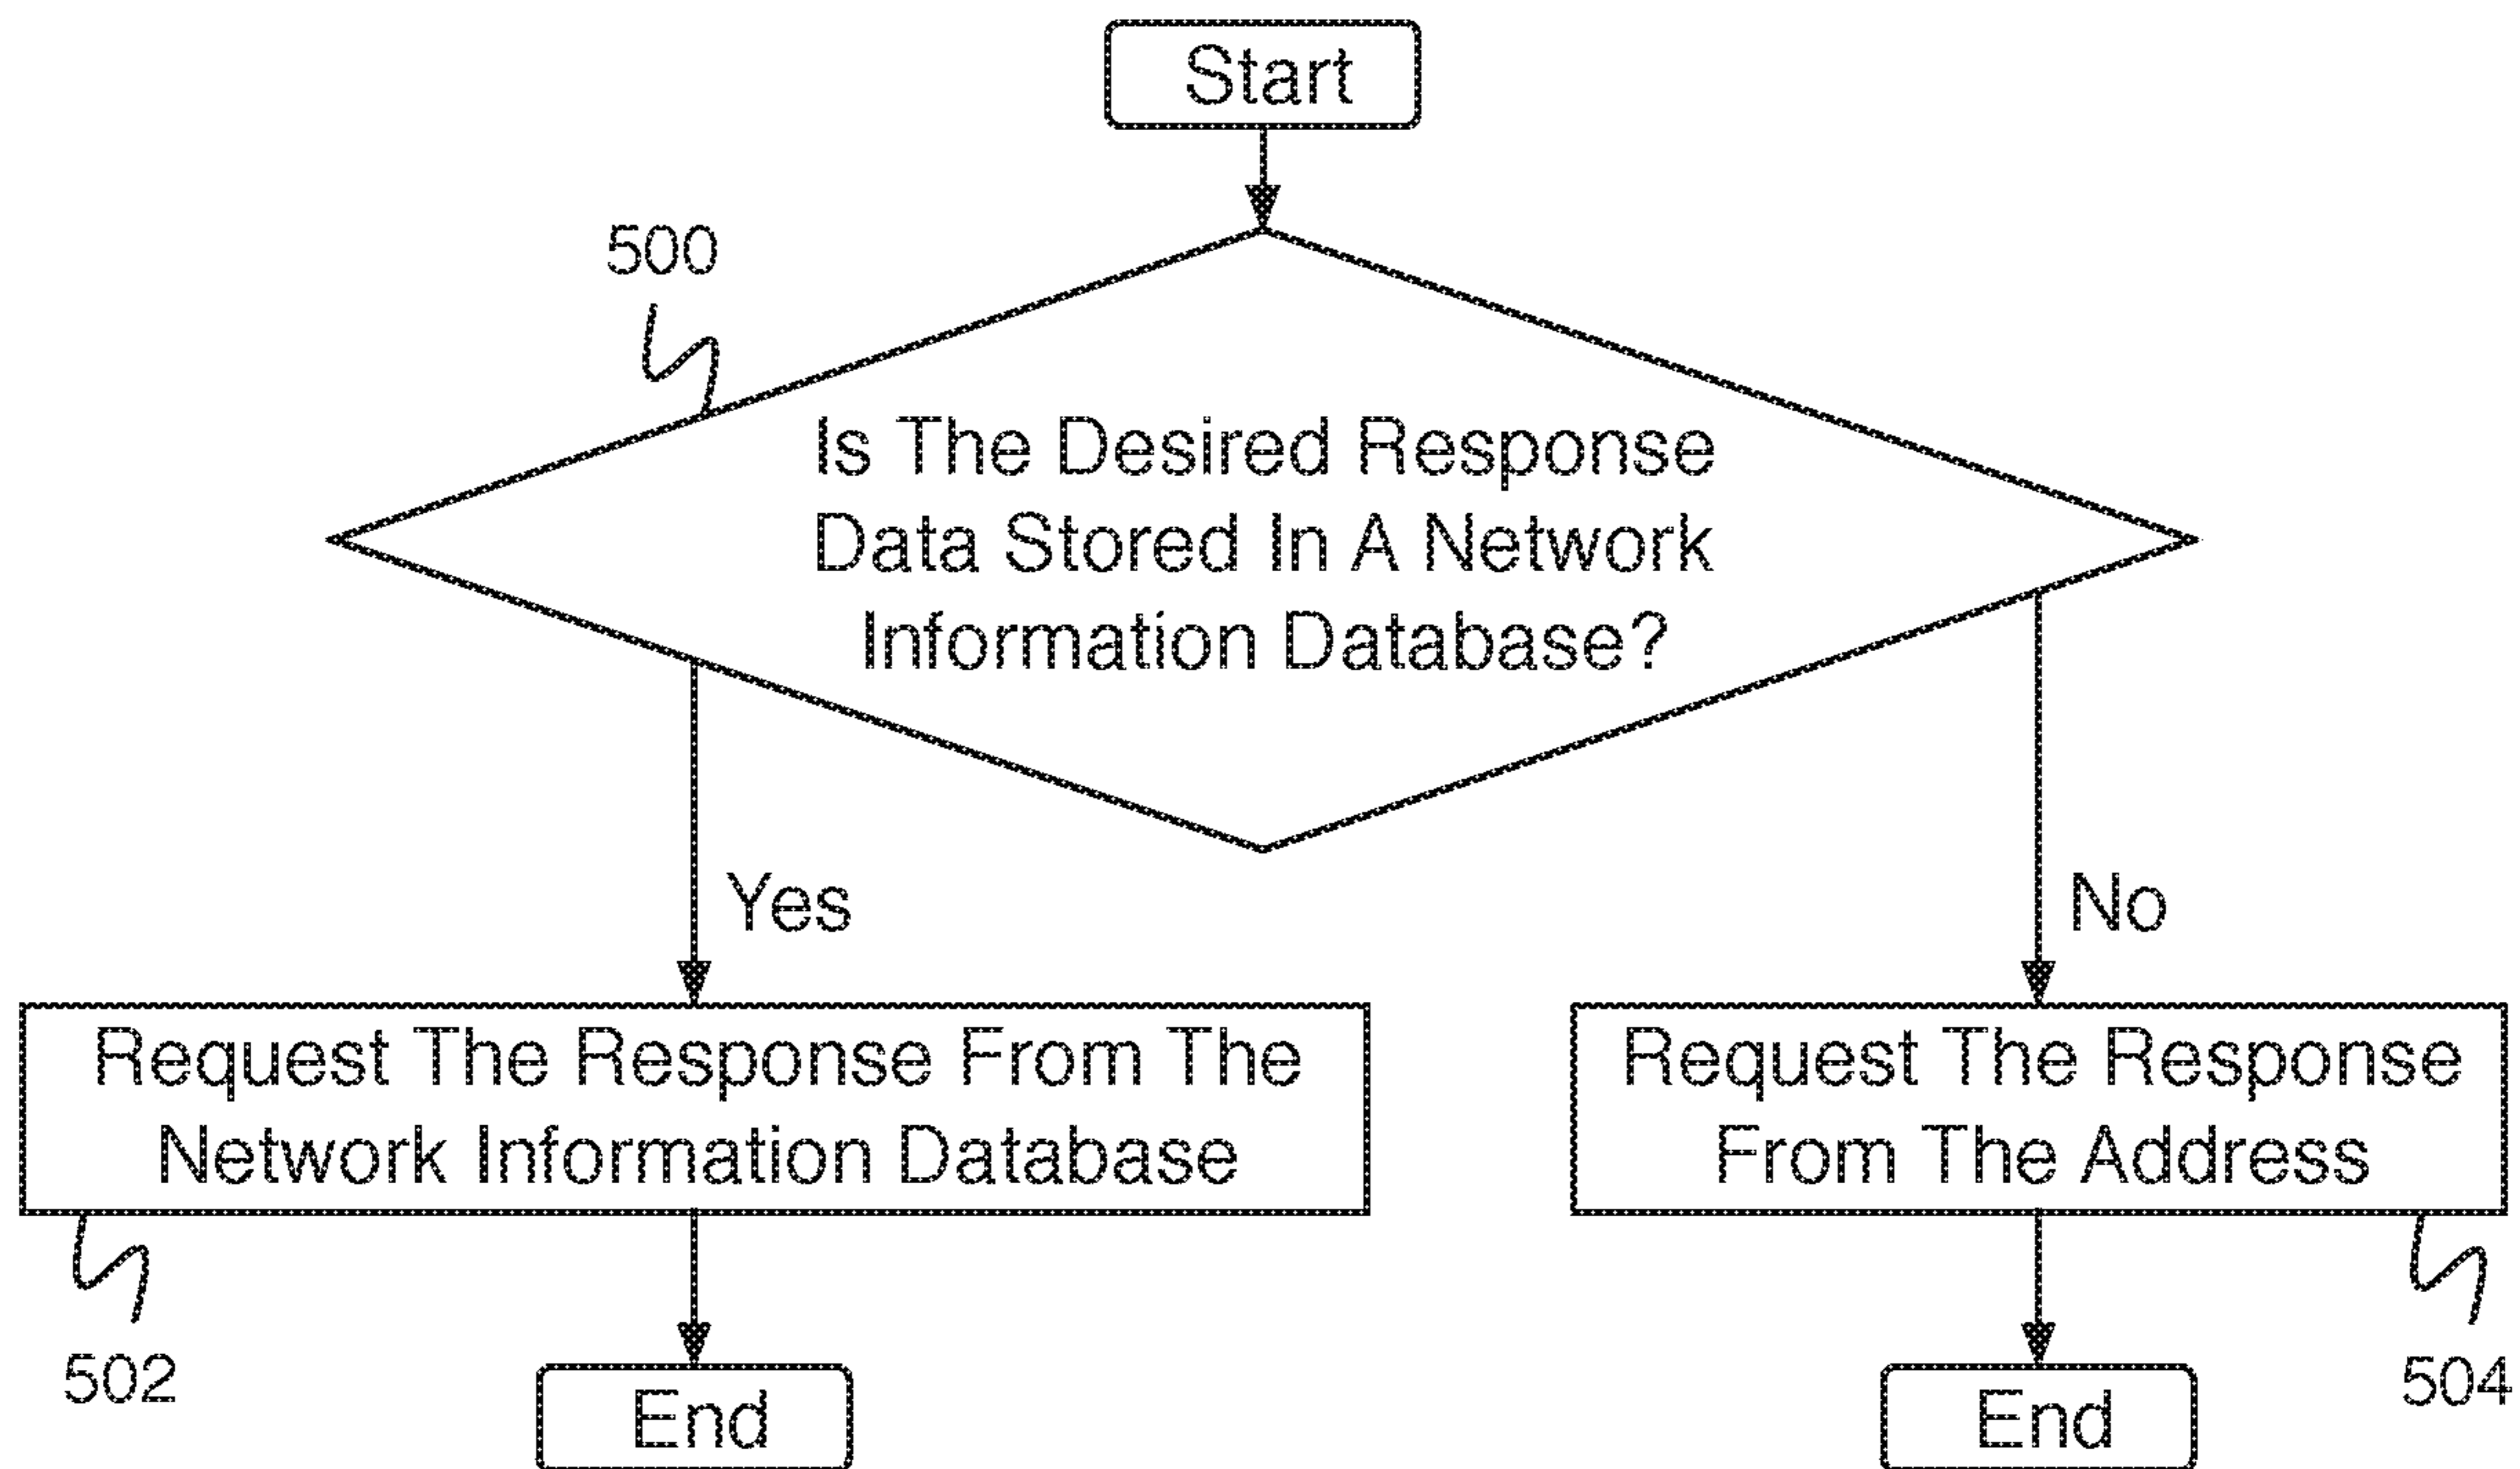 Start
500
Is The Desired Response
Data Stored In A Network
Information Database?
Yes
No
Request The Response From The
Network Information Database
Request The Response
From The Address
502
504
End
End